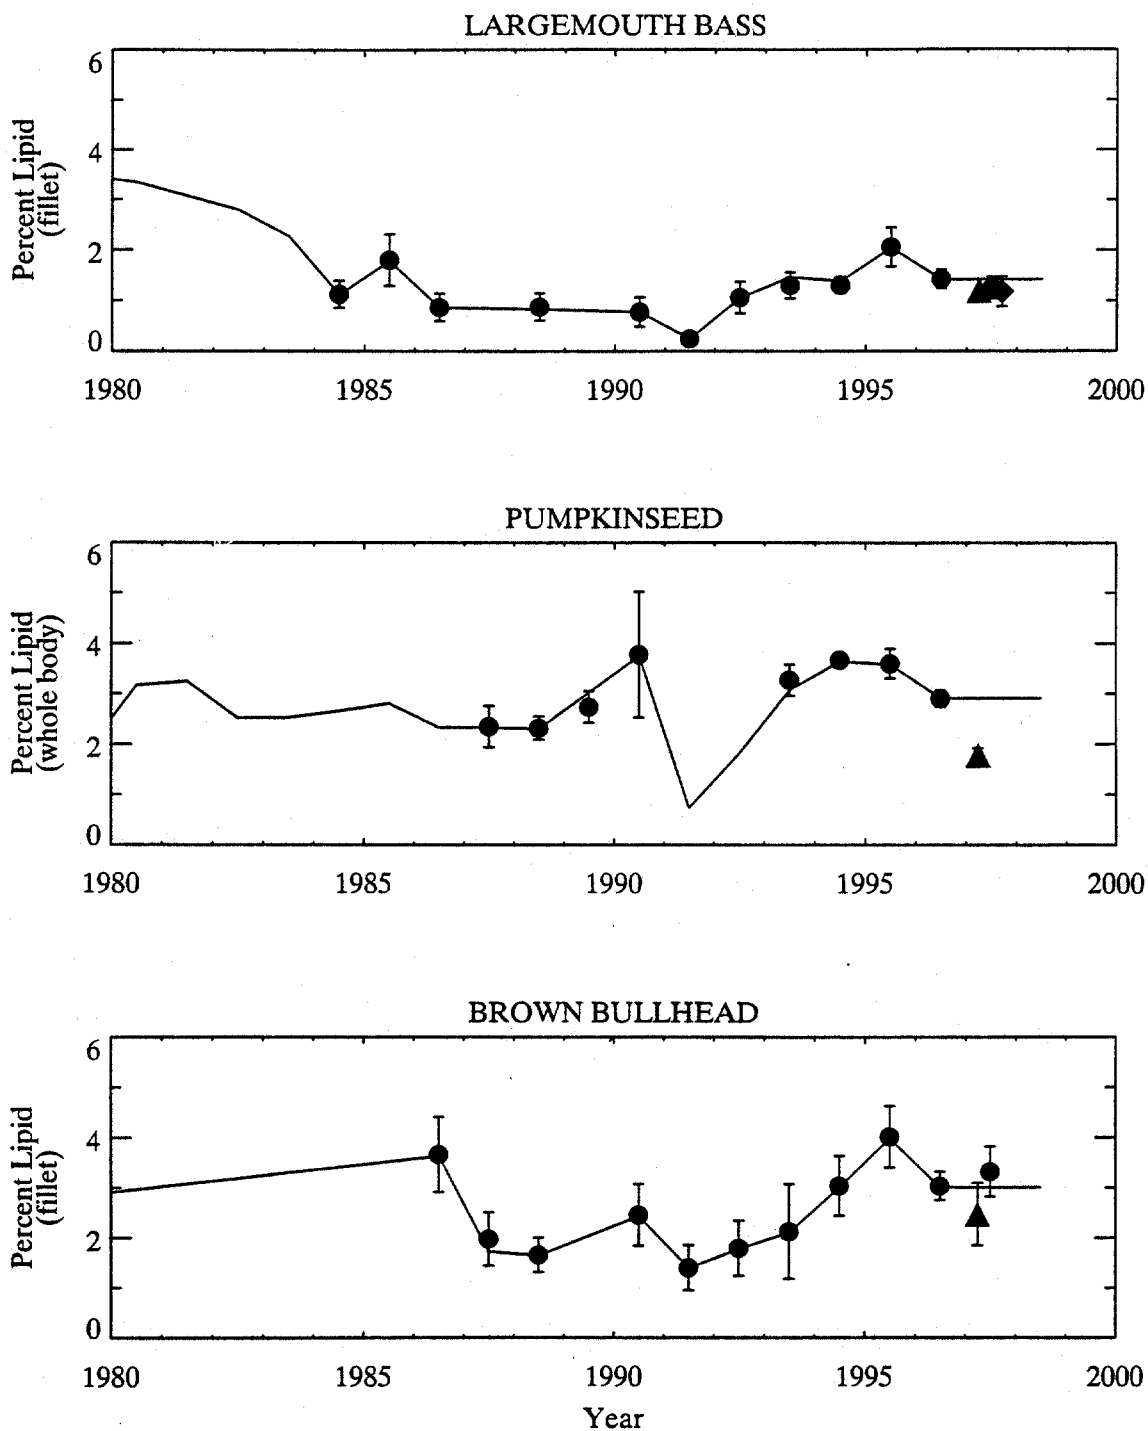 LARGEMOUTH BASS
Percent Lipid
(fillet)
6
4
2
0
1980 1985 1990 1995 2000
PUMPKINSEED
Percent Lipid
(whole body)
6
4
2
0
1980 1985 1990 1995 2000
BROWN BULLHEAD
Percent Lipid
(fillet)
6
4
2
0
1980 1985 1990 1995 2000
Year